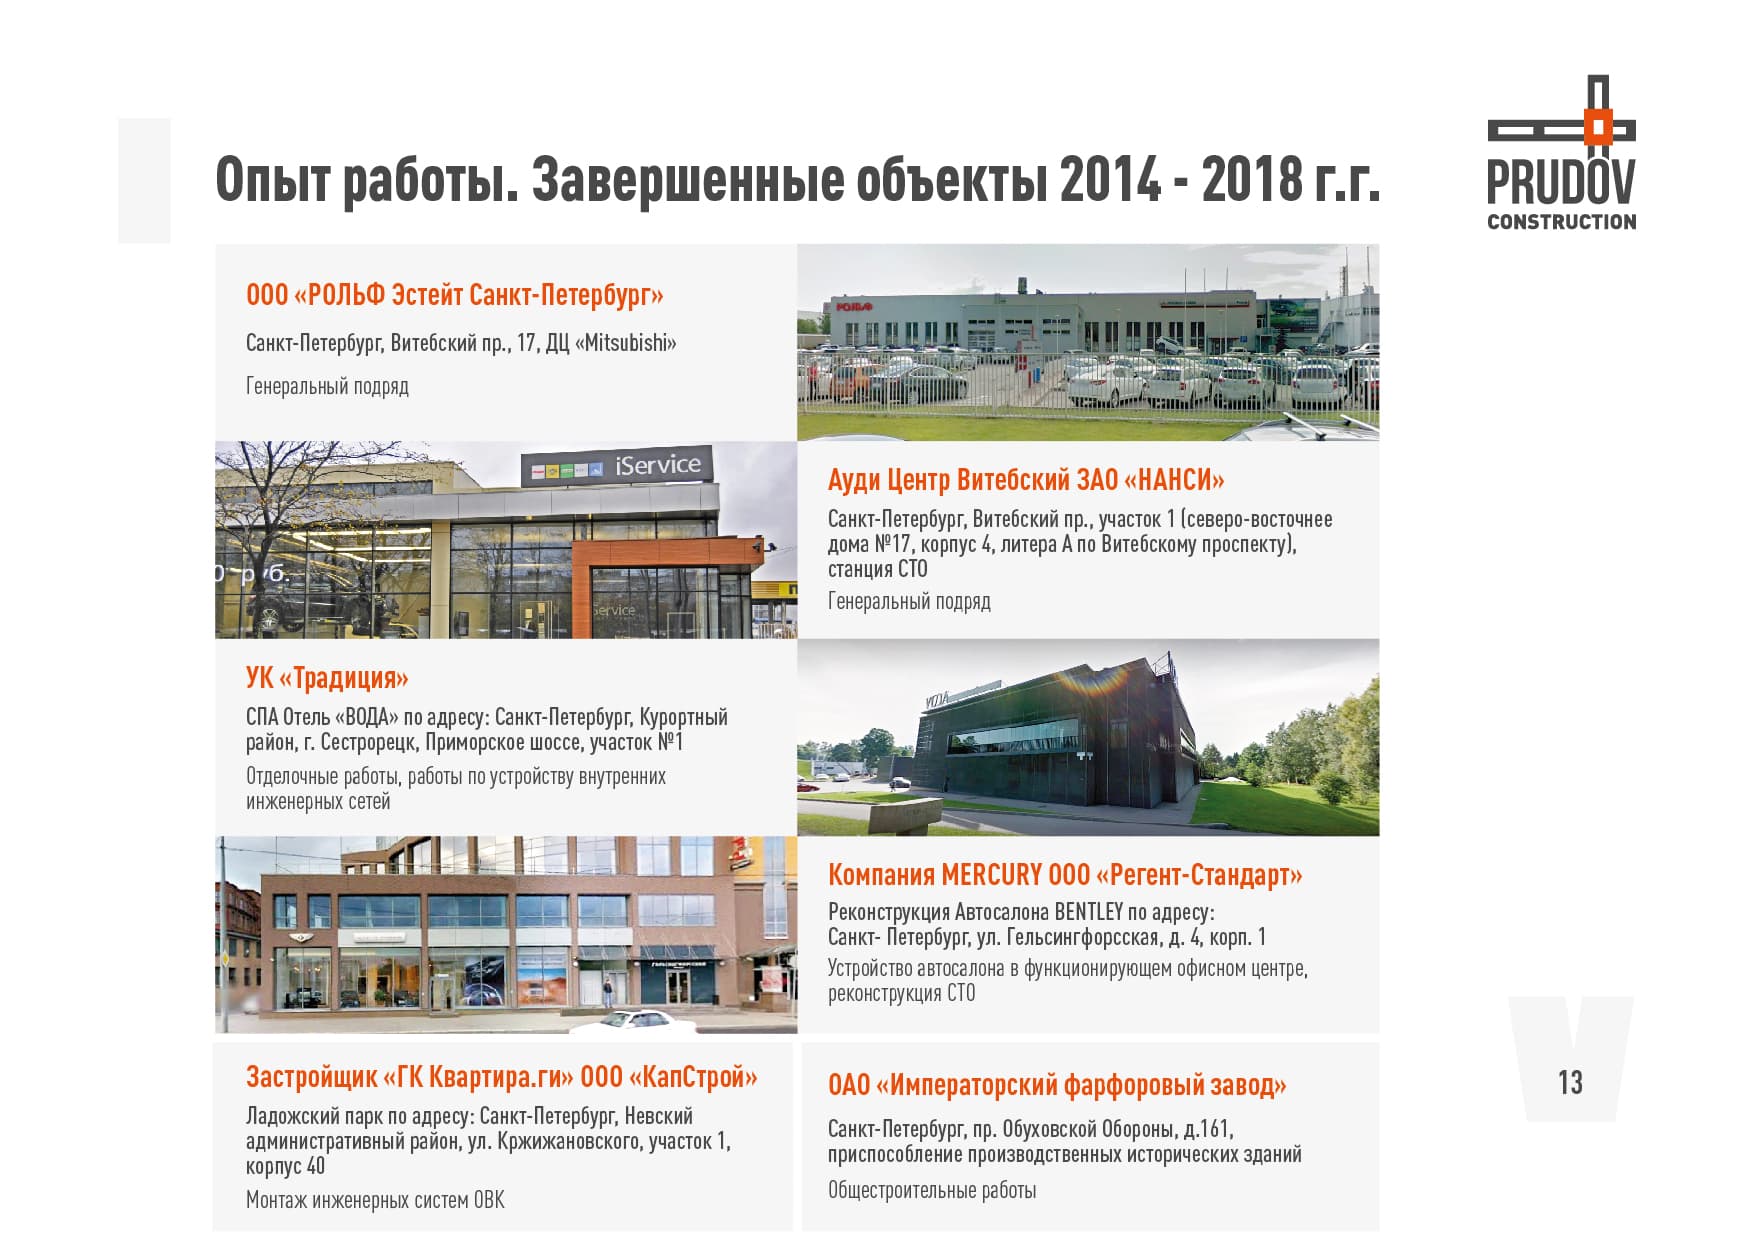 Опыт работы. Завершенные объекты 2014 - 2018 г.г.
PRUDOV
CONSTRUCTION
ООО «РОЛЬФ Эстейт Санкт-Петербург»
Санкт-Петербург, Витебский пр., 17, ДЦ «Mitsubishi»
Генеральный подряд
РОЛЬФ
iService
0 руб.
iService
Ауди Центр Витебский ЗАО «НАНСИ»
Санкт-Петербург, Витебский пр., участок 1 (северо-восточнее
дома №17, корпус 4, литера А по Витебскому проспекту),
станция СТО
Генеральный подряд
УК «Традиция»
СПА Отель «ВОДА» по адресу: Санкт-Петербург, Курортный
район, г. Сестрорецк, Приморское шоссе, участок №1
Отделочные работы, работы по устройству внутренних
инженерных сетей
Компания MERCURY ООО «Регент-Стандарт»
Реконструкция Автосалона BENTLEY по адресу:
Санкт- Петербург, ул. Гельсингфорсская, д. 4, корп. 1
Устройство автосалона в функционирующем офисном центре,
реконструкция СТО
Застройщик «ГК Квартира.ги» ООО «КапСтрой»
Ладожский парк по адресу: Санкт-Петербург, Невский
административный район, ул. Кржижановского, участок 1,
корпус 40
Монтаж инженерных систем ОВК
ОАО «Императорский фарфоровый завод»
Санкт-Петербург, пр. Обуховской Обороны, д.161,
приспособление производственных исторических зданий
Общестроительные работы
13